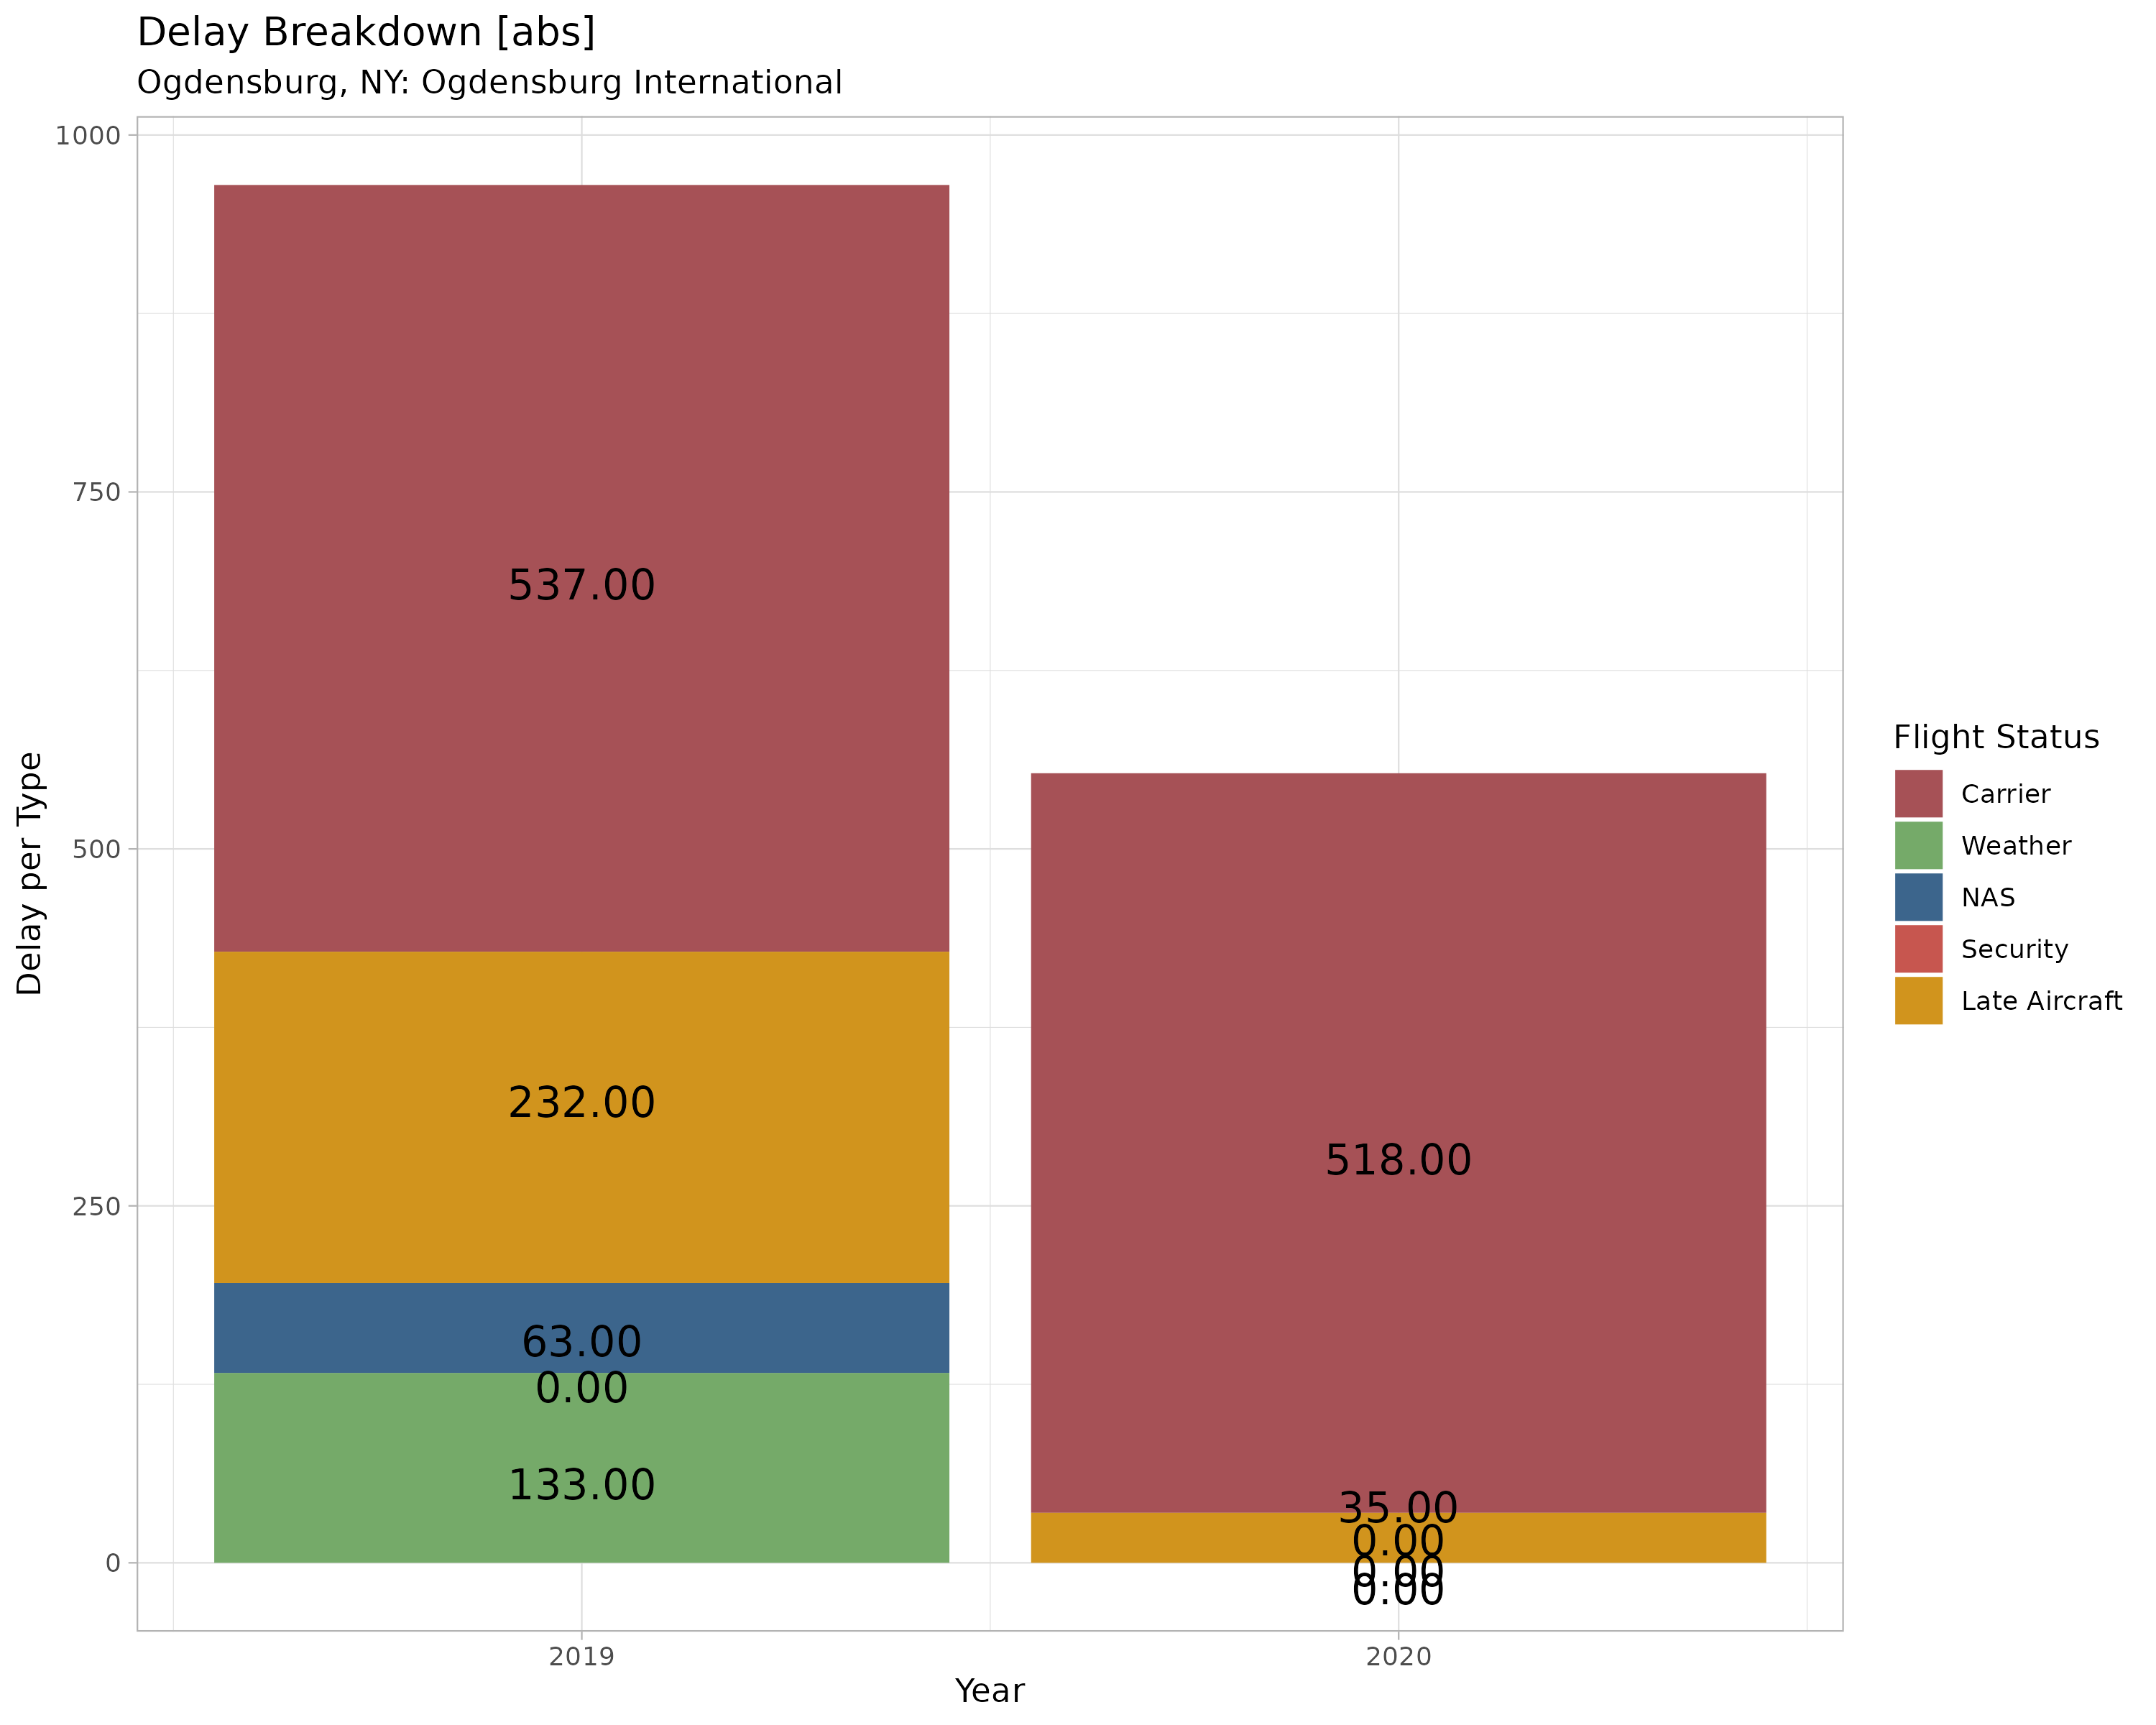 Delay Breakdown [abs]
Ogdensburg, NY: Ogdensburg International
1000
750
500
250
0
Delay per Type
537.00
232.00
63.00
0.00
133.00
518.00
35.00
0.00
0.00
0.00
2019
2020
Year
Flight Status
Carrier
Weather
NAS
Security
Late Aircraft